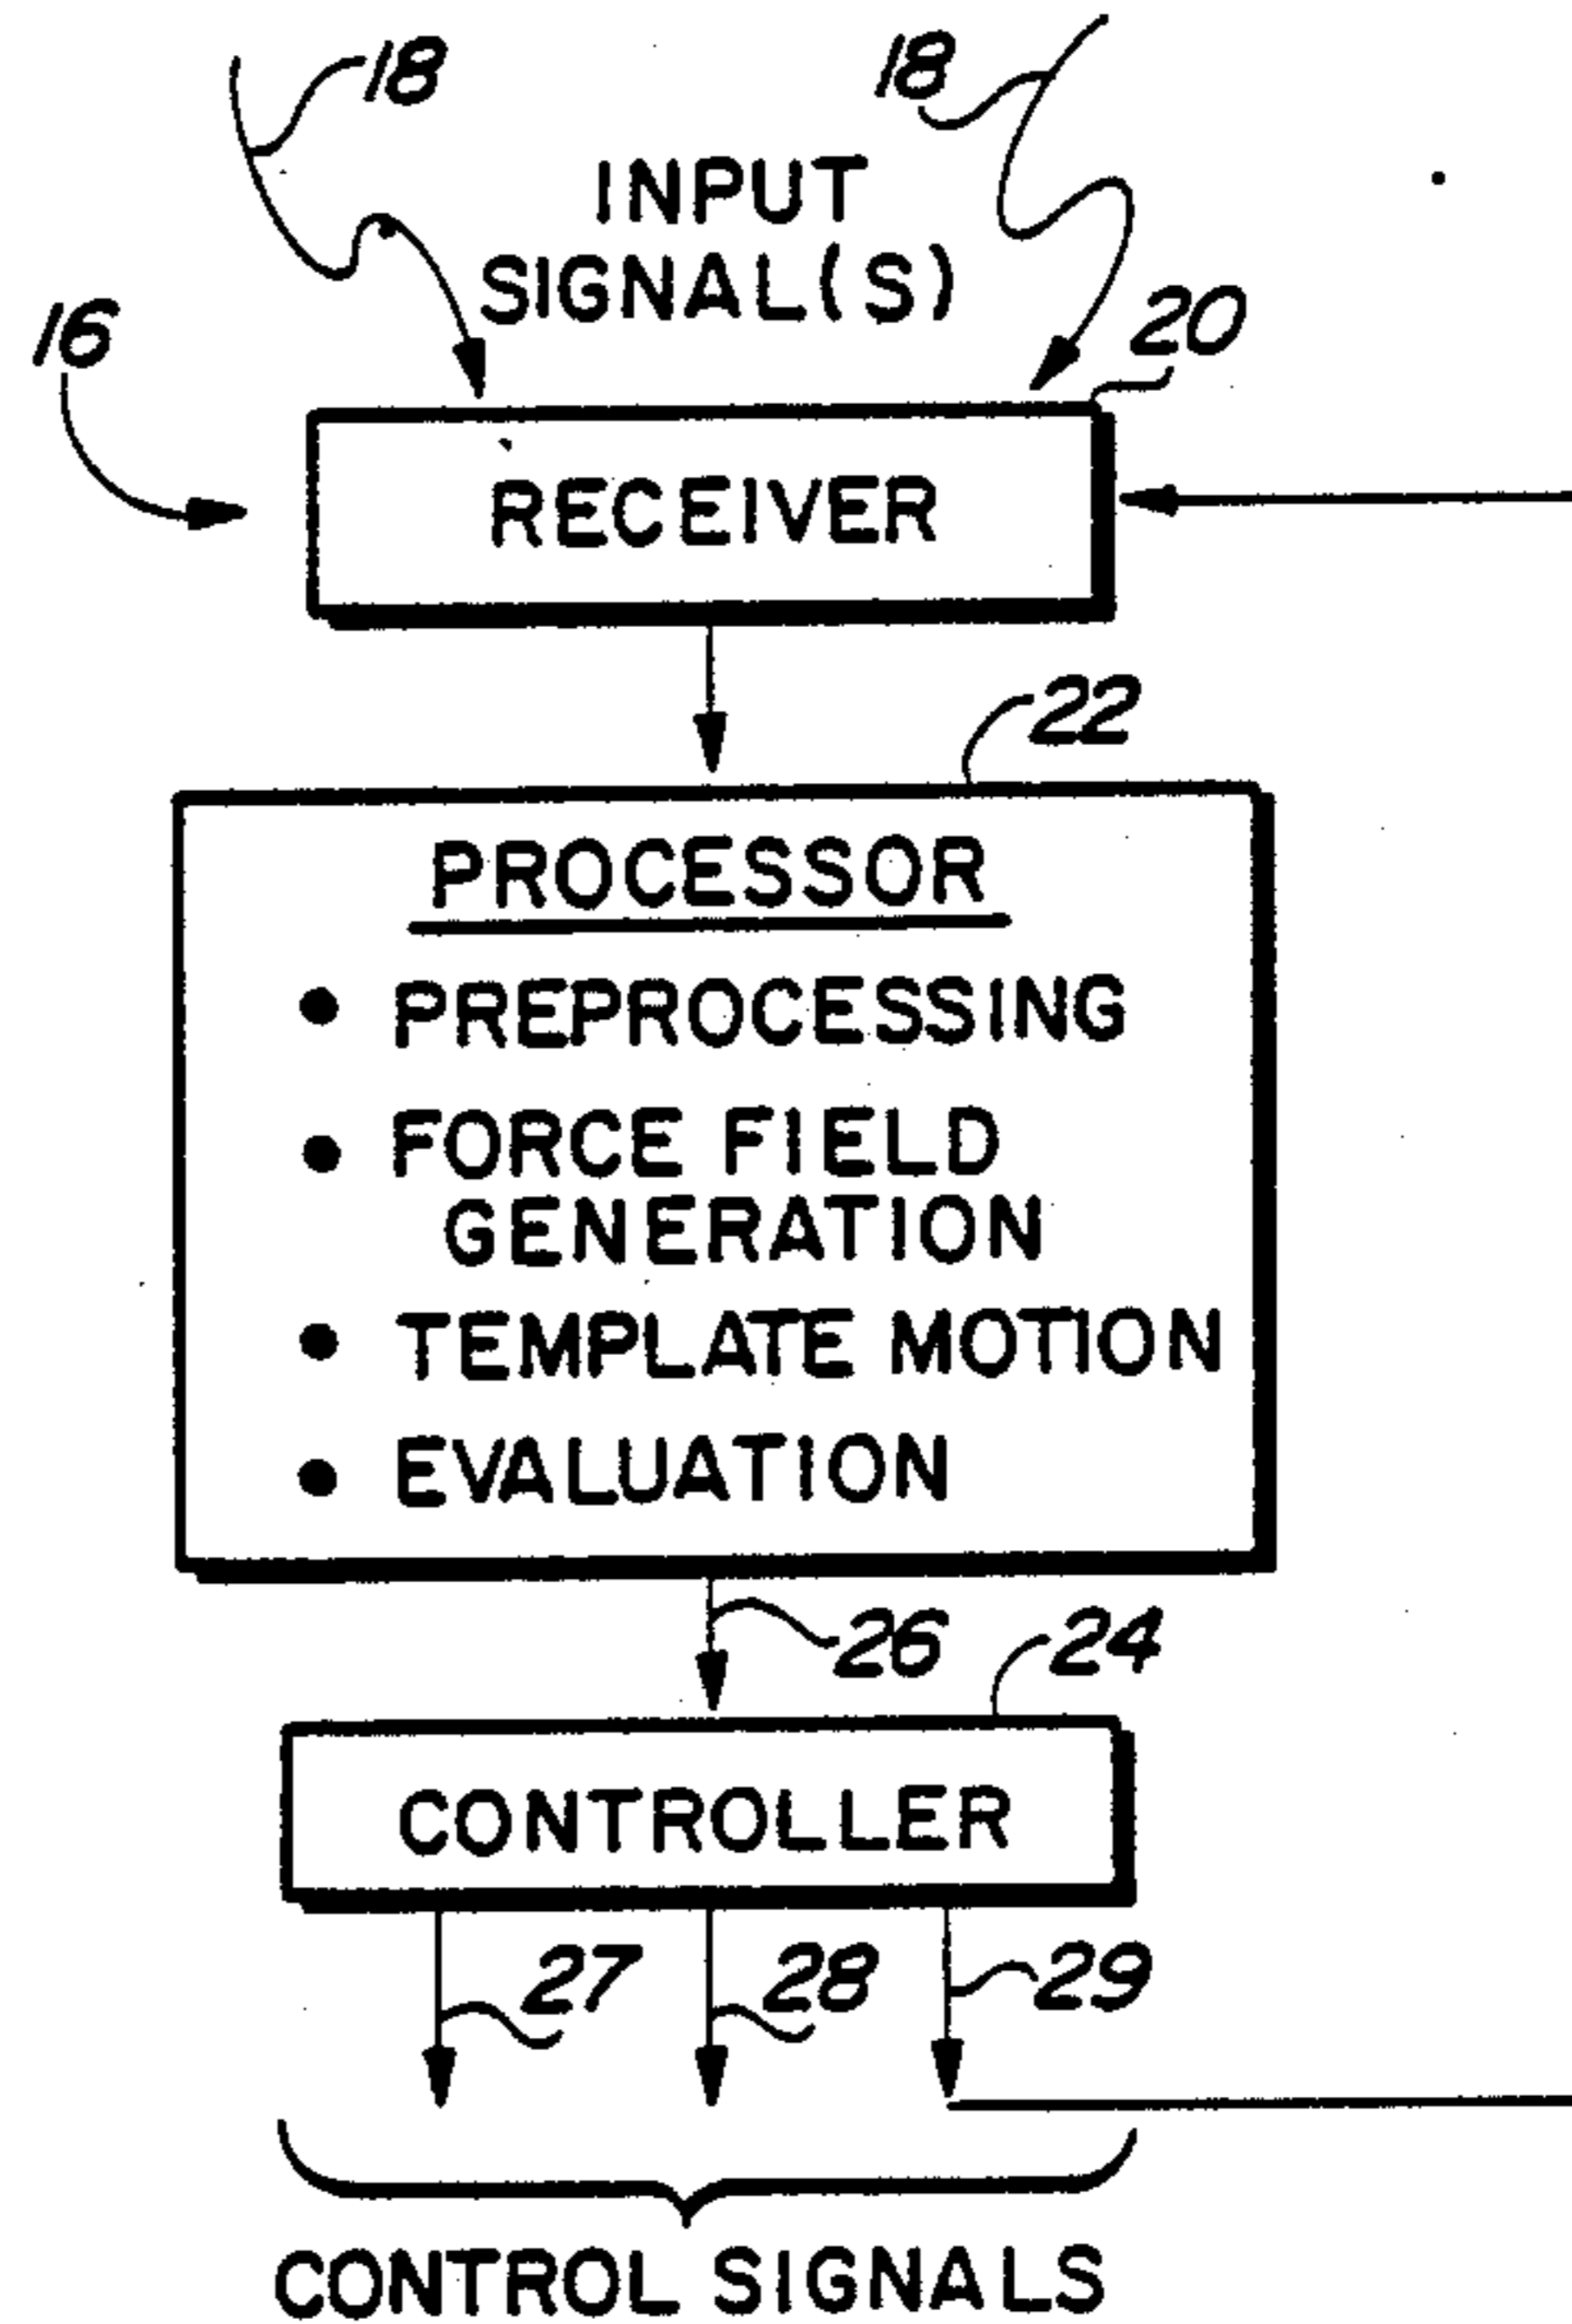 18
18
INPUT
SIGNAL(S)
16
20
RECEIVER
22
PROCESSOR
• PREPROCESSING
• FORCE FIELD
GENERATION
• TEMPLATE MOTION
• EVALUATION
26
24
CONTROLLER
27
28
29
CONTROL SIGNALS